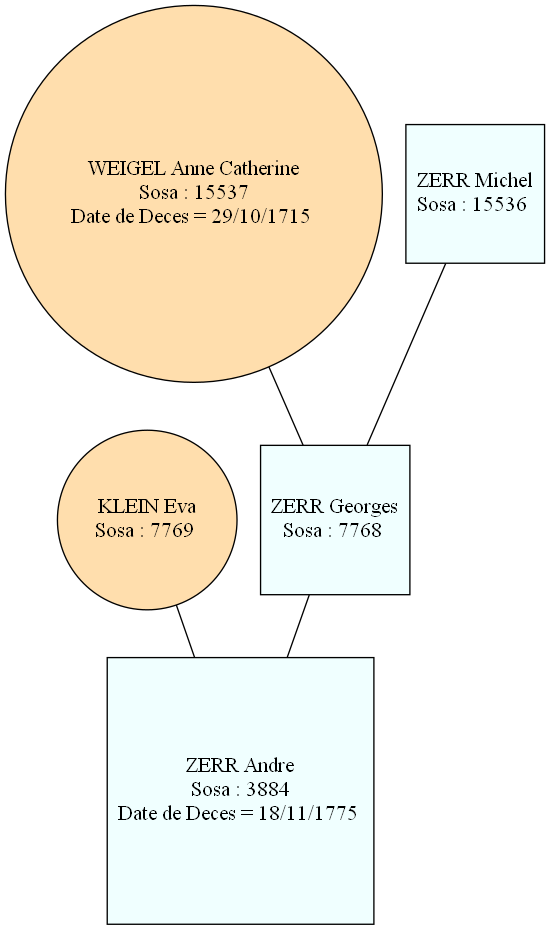 WEIGEL Anne Catherine
Sosa : 15537
Date de Deces = 29/10/1715
ZERR Michel
Sosa : 15536
KLEIN Eva
Sosa : 7769
ZERR Georges
Sosa : 7768
ZERR Andre
Sosa : 3884
Date de Deces = 18/11/1775